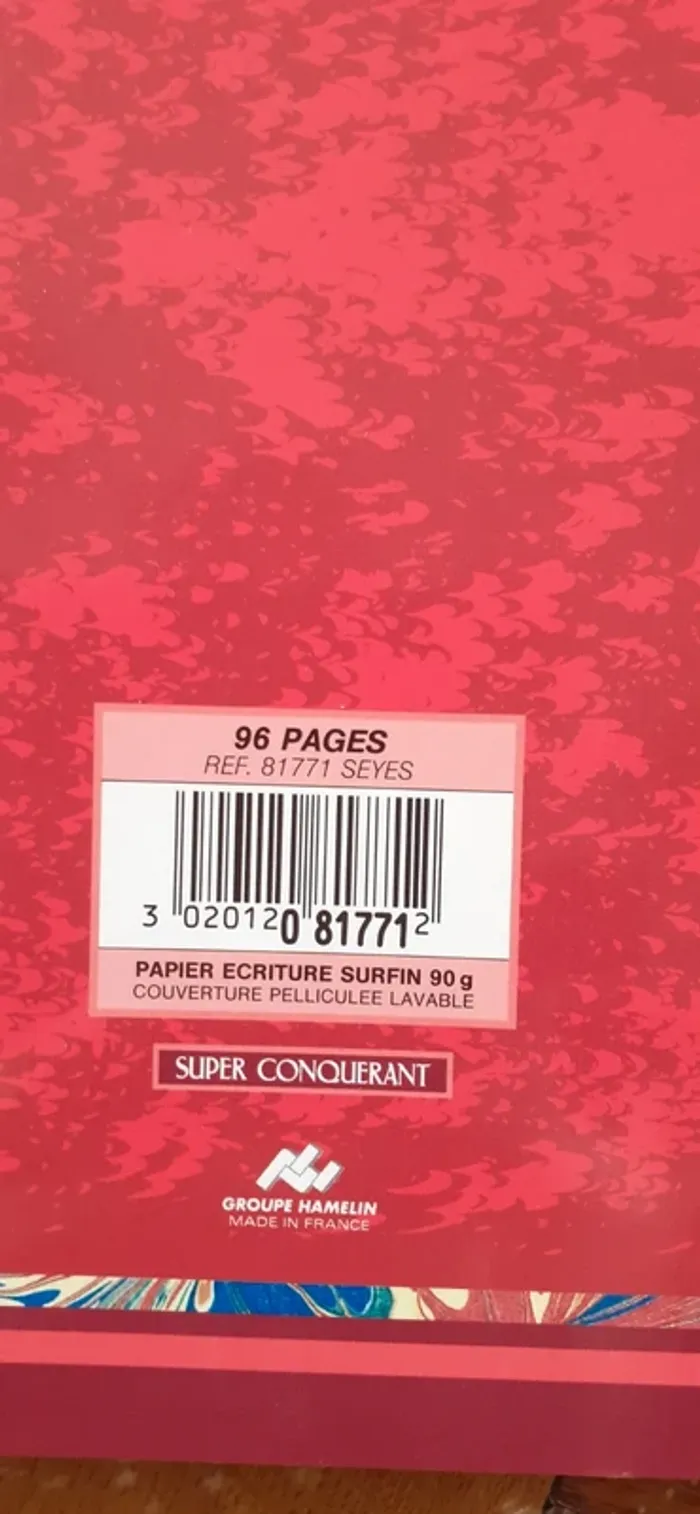 96 PAGES
REF. 81771 SEYES
3 020120 817712
PAPIER ECRITURE SURFIN 90 g
COUVERTURE PELLICULEE LAVABLE
SUPER CONQUERANT
GROUPE HAMELIN
MADE IN FRANCE